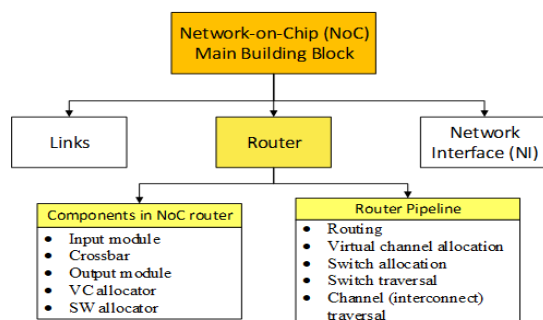 Network-on-Chip (NoC)
Main Building Block
Links
Router
Network
Interface (NI)
Components in NoC router
• Input module
• Crossbar
• Output module
• VC allocator
• SW allocator
Router Pipeline
• Routing
• Virtual channel allocation
• Switch allocation
• Switch traversal
• Channel (interconnect)
traversal